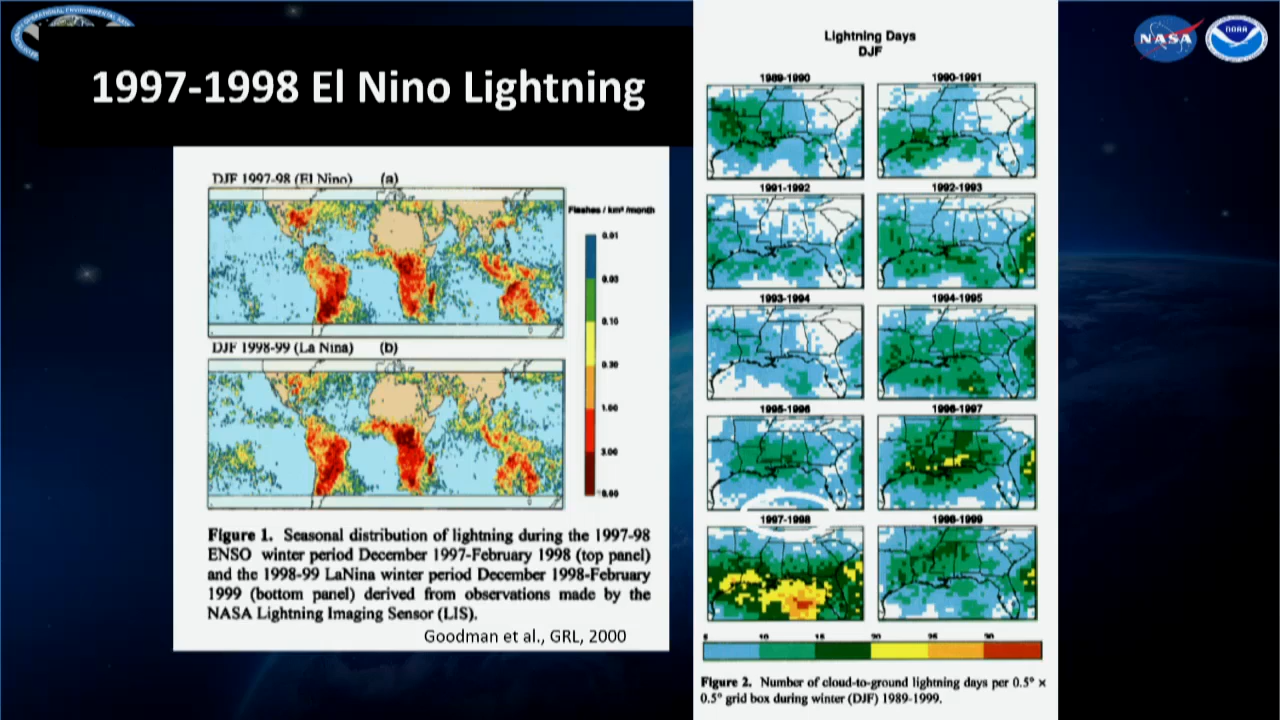 1997-1998 El Nino Lightning
NASA
NOAA
DJF 1997-98 (El Nino) (a)
Flashes / km² /month
0.01
0.03
0.10
0.30
1.00
3.00
DJF 1998-99 (La Nina) (b)
Figure 1. Seasonal distribution of lightning during the 1997-98
ENSO winter period December 1997-February 1998 (top panel)
and the 1998-99 LaNina winter period December 1998-February
1999 (bottom panel) derived from observations made by the
NASA Lightning Imaging Sensor (LIS).
Goodman et al., GRL, 2000
Lightning Days
DJF
1989-1990 1990-1991
1991-1992 1992-1993
1993-1994 1994-1995
1995-1996 1996-1997
1997-1998 1998-1999
5 10 15 20 25 30
Figure 2. Number of cloud-to-ground lightning days per 0.5° x
0.5° grid box during winter (DJF) 1989-1999.